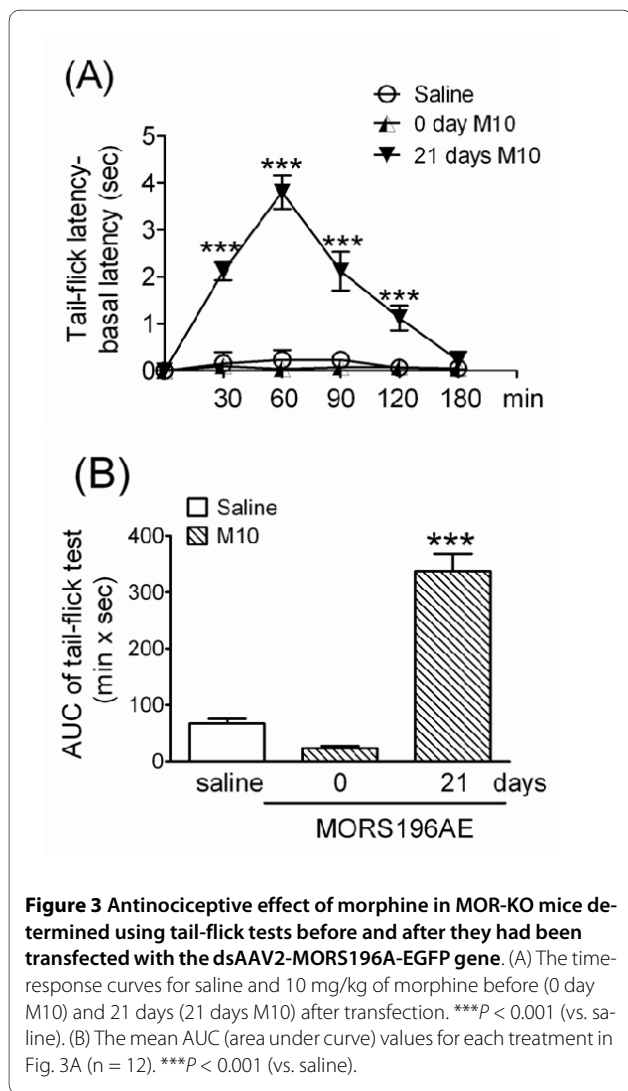 (A)
Saline
0 day M10
21 days M10
Tail-flick latency-
basal latency (sec)
5
4
3
2
1
0
***
***
***
***
30 60 90 120 180 min
(B)
Saline
M10
AUC of tail-flick test
(min x sec)
400
300
200
100
0
***
saline 0 21 days
MORS196AE
Figure 3 Antinociceptive effect of morphine in MOR-KO mice de-
termined using tail-flick tests before and after they had been
transfected with the dsAAV2-MORS196A-EGFP gene. (A) The time-
response curves for saline and 10 mg/kg of morphine before (0 day
M10) and 21 days (21 days M10) after transfection. ***P < 0.001 (vs. sa-
line). (B) The mean AUC (area under curve) values for each treatment in
Fig. 3A (n = 12). ***P < 0.001 (vs. saline).